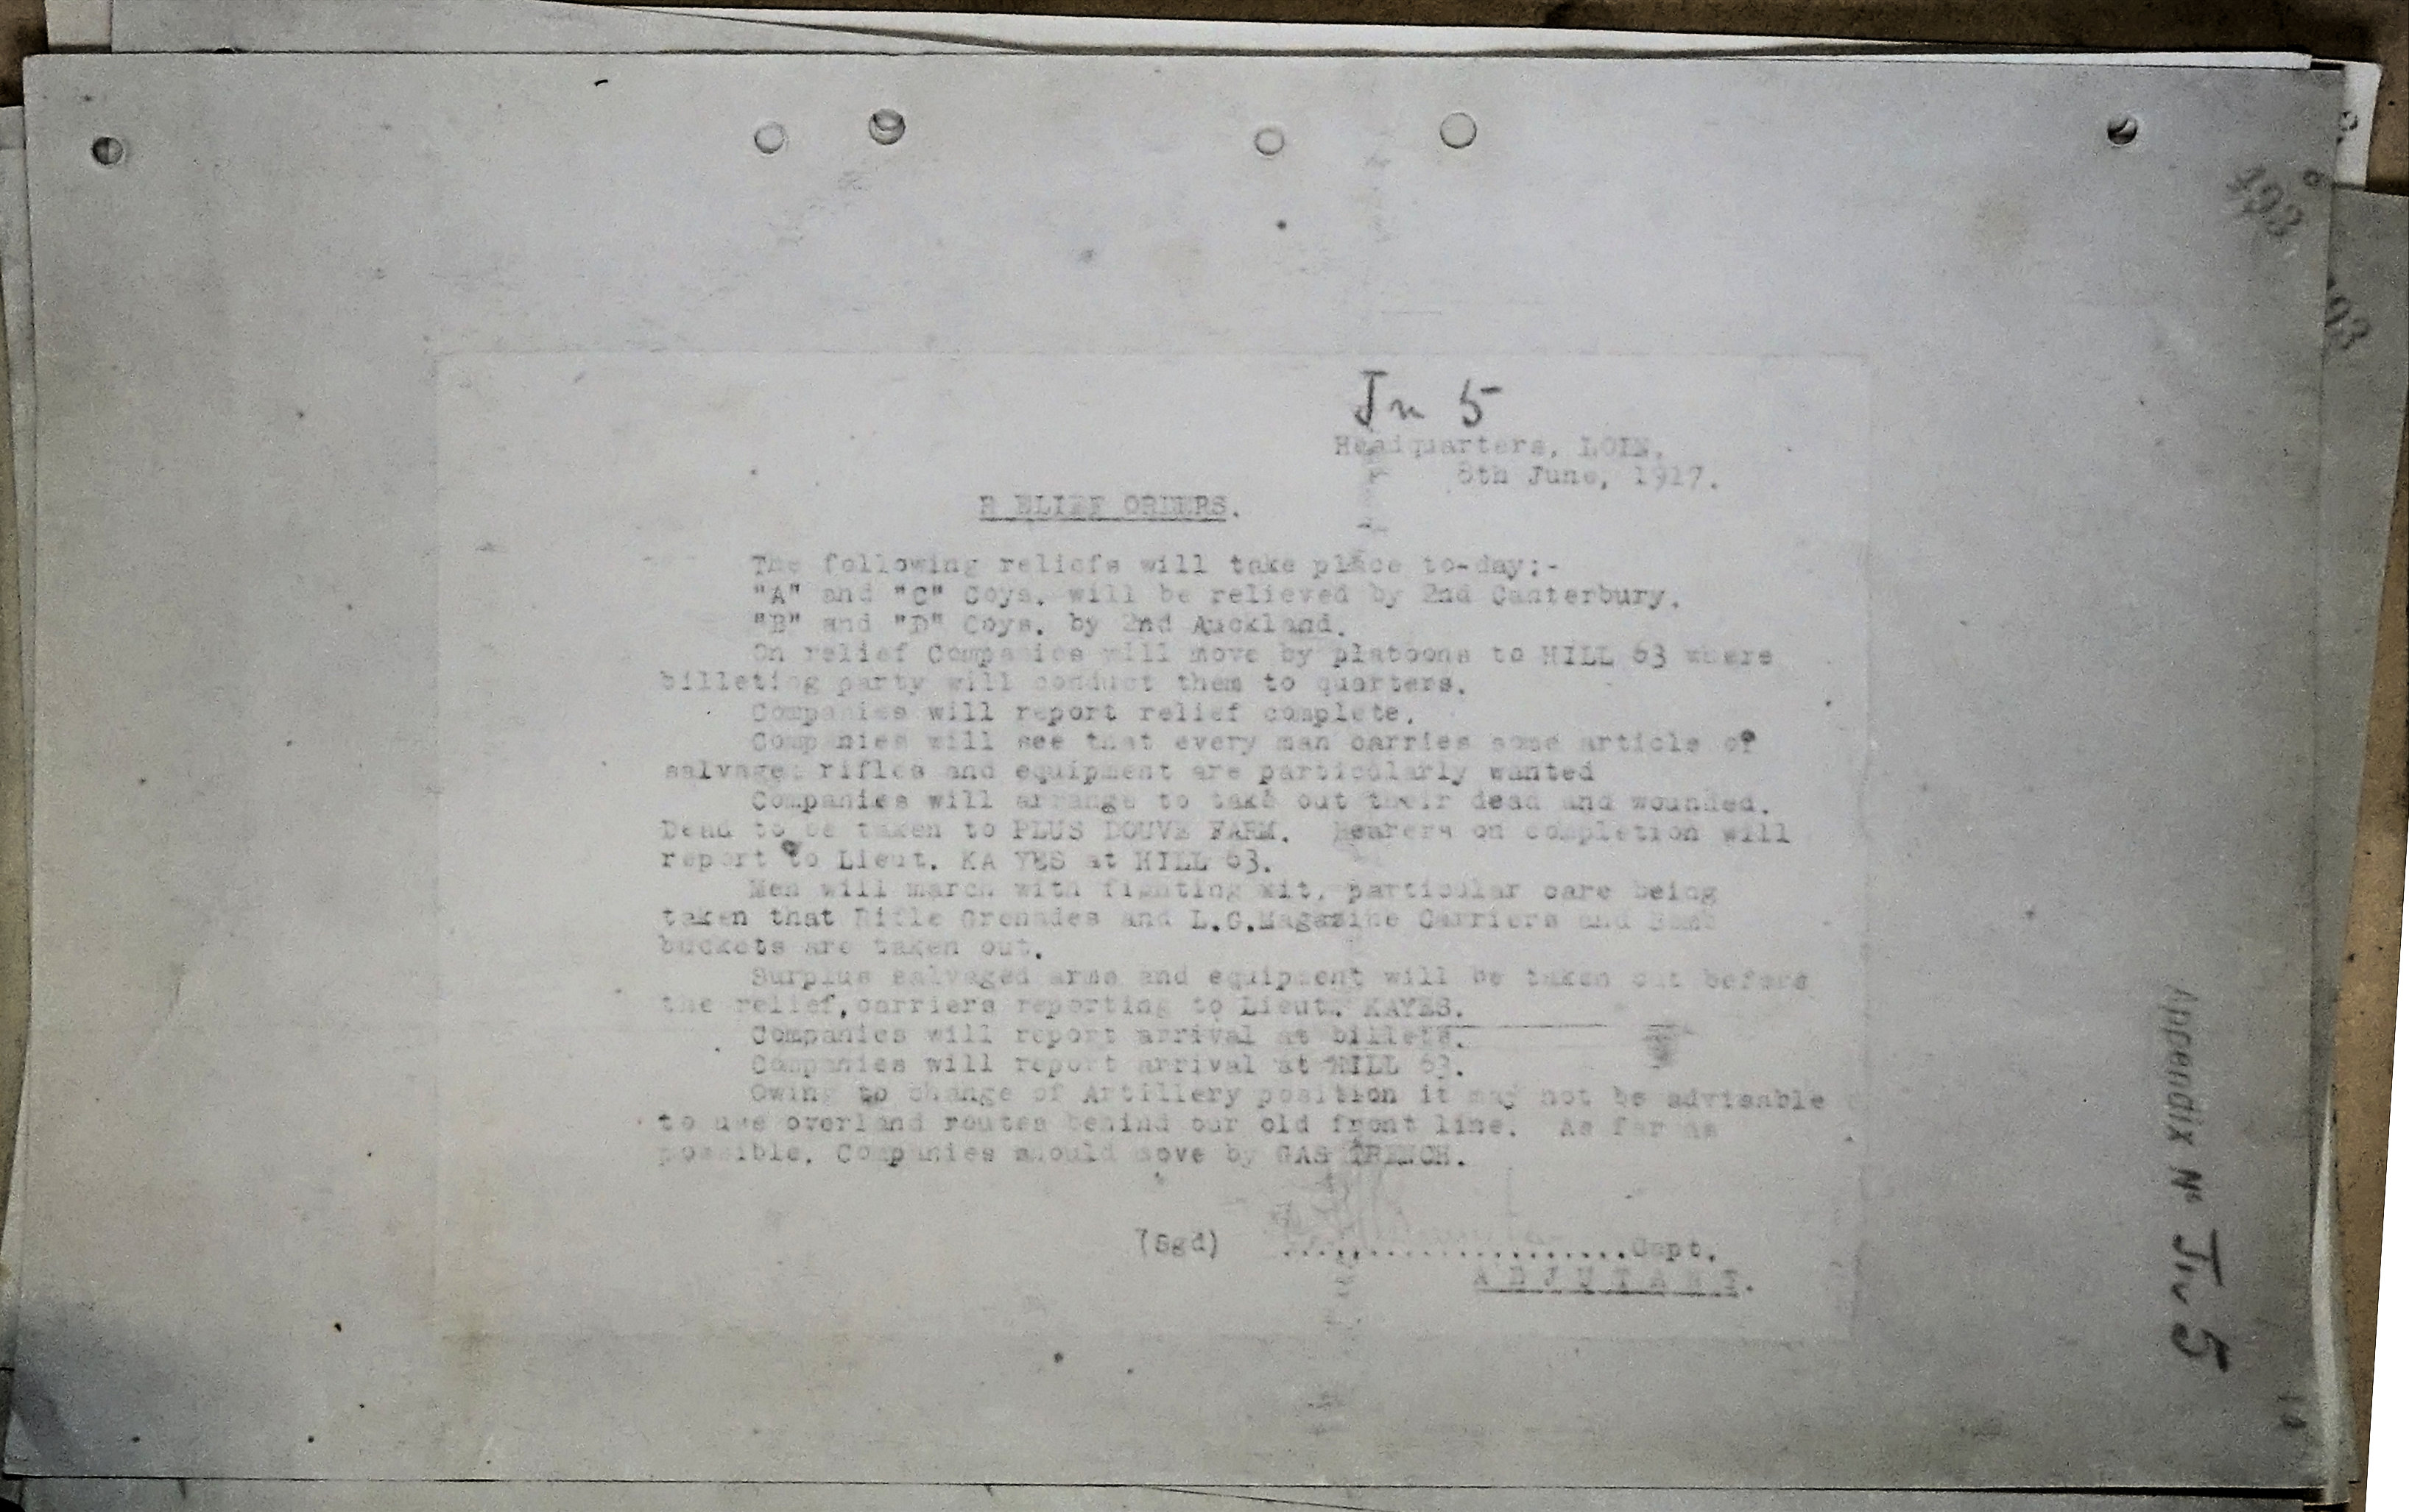 493
Jn 5
Headquarters, LOIN.
8th June, 1917.
R ELIEF ORDERS.
The following reliefs will take place to-day:-
"A" and "C" Coys. will be relieved by 2nd Canterbury.
"B" and "D" Coys. by 2nd Auckland.
On relief Companies will move by platoons to HILL 63 where
billeting party will conduct them to quarters.
Companies will report relief complete.
Companies will see that every man carries some article of
salvage: rifles and equipment are particularly wanted
Companies will arrange to take out their dead and wounded.
Dead to be taken to PLUS DOUVE FARM. Bearers on completion will
report to Lieut. KA YES at HILL 63.
Men will march with fighting kit, particular care being
taken that Rifle Grenades and L.G.Magazine Carriers and Bomb
buckets are taken out.
Surplus salvaged arms and equipment will be taken out before
the relief, carriers reporting to Lieut. KAYES.
Companies will report arrival at billets.
Companies will report arrival at HILL 63.
Owing to change of Artillery position it may not be advisable
to use overland routes behind our old front line. As far as
possible, Companies should move by GAS TRENCH.
(Sgd) .....................Capt.
A D J U T A N T.
Appendix No Jn 5